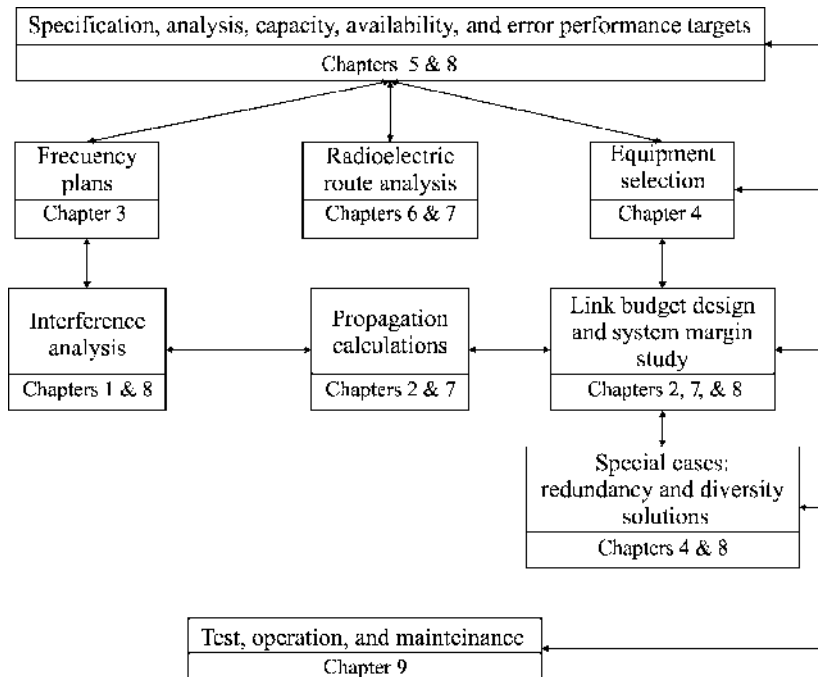 Specification, analysis, capacity, availability, and error performance targets
Chapters 5 & 8
Frecuency
plans
Chapter 3
Radioelectric
route analysis
Chapters 6 & 7
Equipment
selection
Chapter 4
Interference
analysis
Chapters 1 & 8
Propagation
calculations
Chapters 2 & 7
Link budget design
and system margin
study
Chapters 2, 7, & 8
Special cases:
redundancy and diversity
solutions
Chapters 4 & 8
Test, operation, and mainteinance
Chapter 9